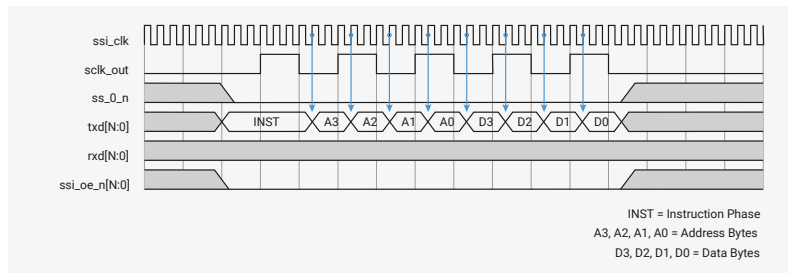 ssi_clk
sclk_out
ss_0_n
txd[N:0] INST A3 A2 A1 A0 D3 D2 D1 D0
rxd[N:0]
ssi_oe_n[N:0]
INST = Instruction Phase
A3, A2, A1, A0 = Address Bytes
D3, D2, D1, D0 = Data Bytes